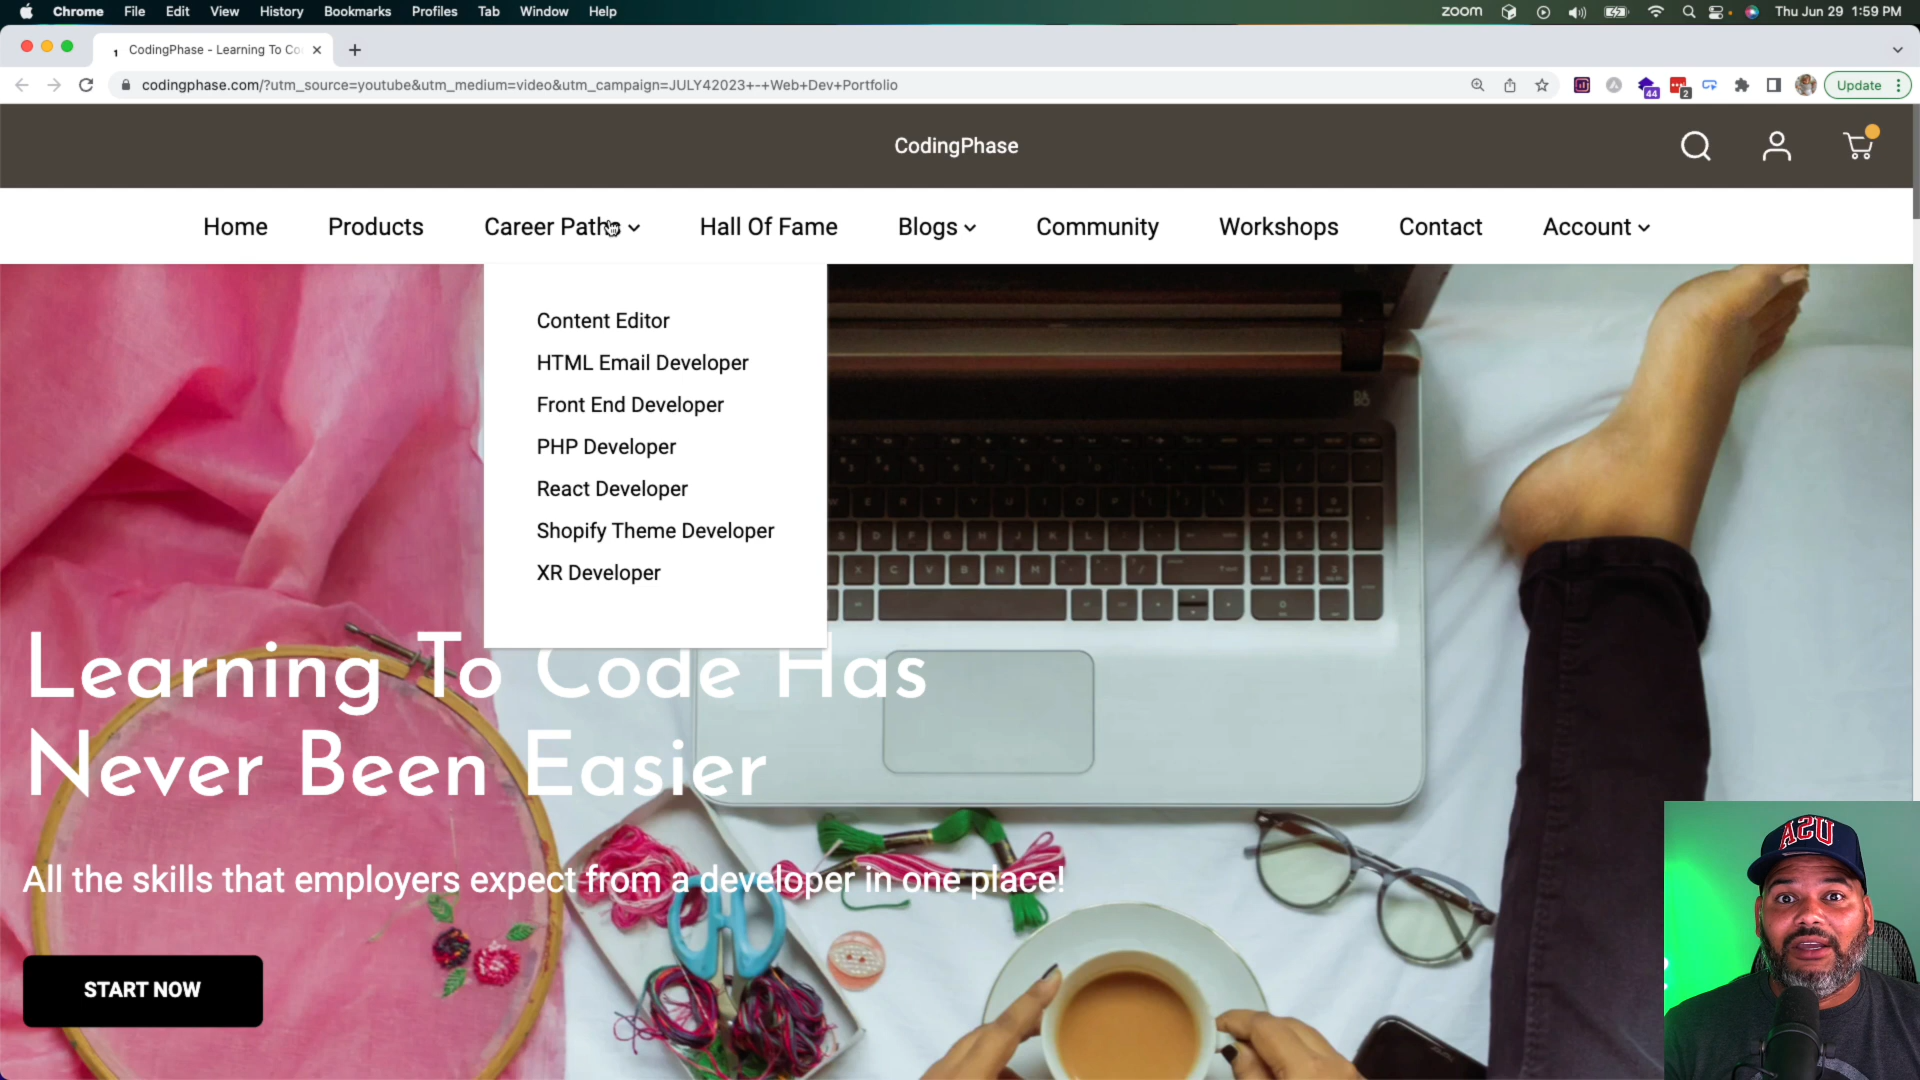 Chrome File Edit View History Bookmarks Profiles Tab Window Help
zoom Thu Jun 29 1:59 PM
CodingPhase - Learning To Co
codingphase.com/?utm_source=youtube&utm_medium=video&utm_campaign=JULY42023+-+Web+Dev+Portfolio
44 2 Update
CodingPhase
Home Products Career Paths Hall Of Fame Blogs Community Workshops Contact Account
Content Editor
HTML Email Developer
Front End Developer
PHP Developer
React Developer
Shopify Theme Developer
XR Developer
Learning To Code Has
Never Been Easier
All the skills that employers expect from a developer in one place!
START NOW
ASU